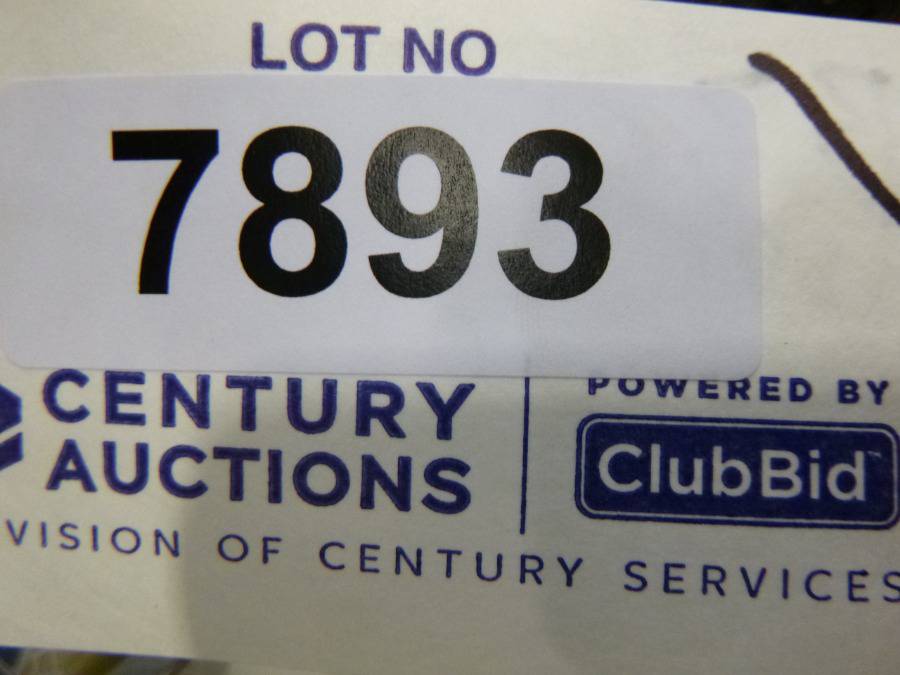 LOT NO
7893
CENTURY
AUCTIONS
POWERED BY
ClubBid
VISION OF CENTURY SERVICES